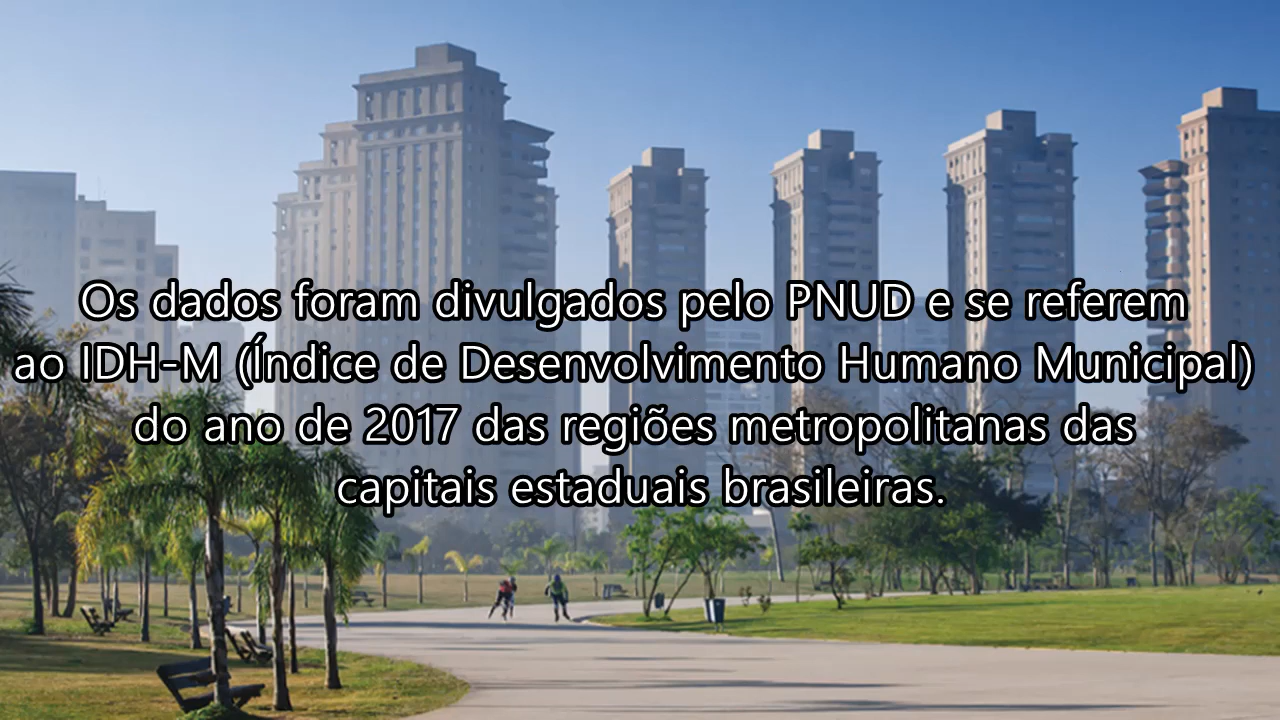 Os dados foram divulgados pelo PNUD e se referem
ao IDH-M (Índice de Desenvolvimento Humano Municipal)
do ano de 2017 das regiões metropolitanas das
capitais estaduais brasileiras.